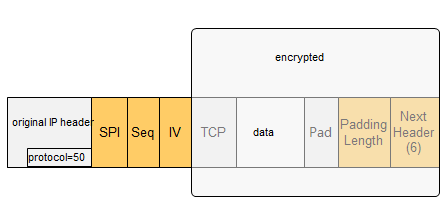 encrypted
original IP header
protocol=50
SPI
Seq
IV
TCP
data
Pad
Padding
Length
Next
Header
(6)